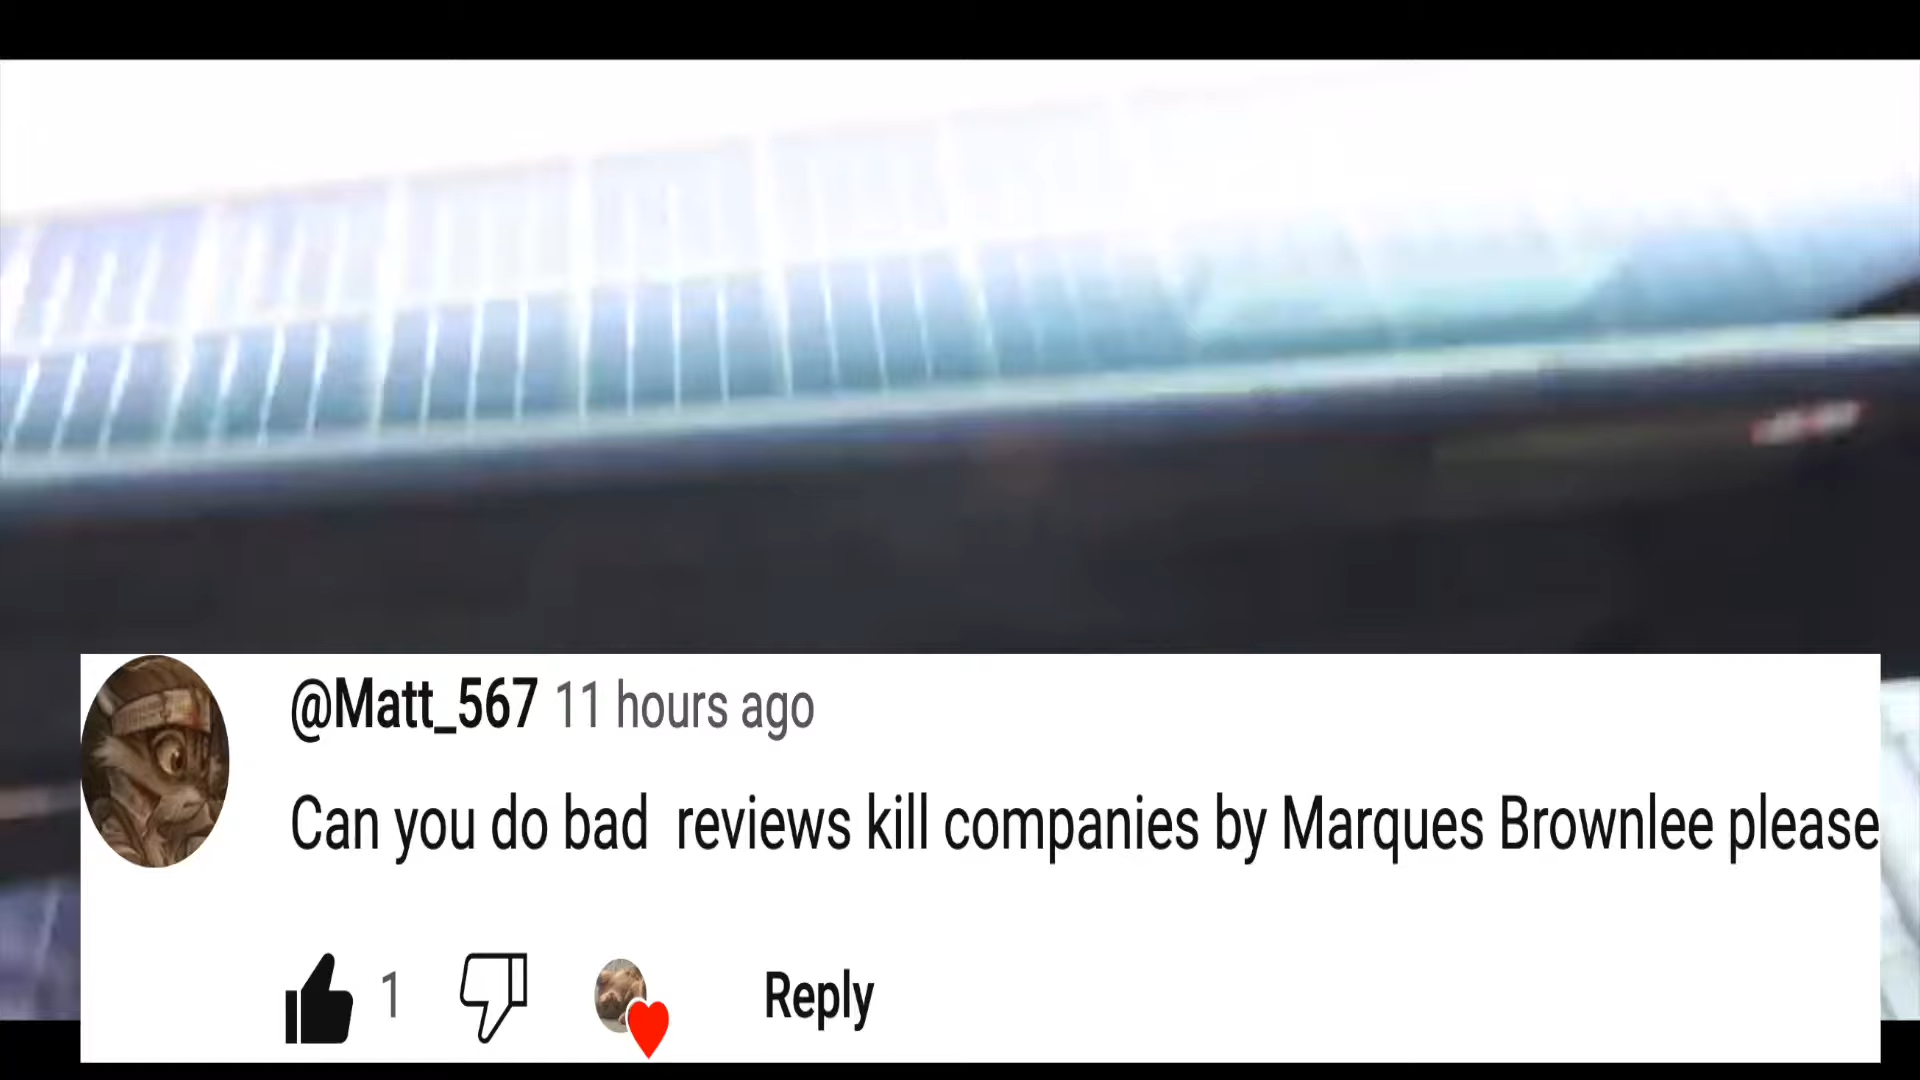 @Matt_567 11 hours ago
Can you do bad  reviews kill companies by Marques Brownlee please
1
Reply